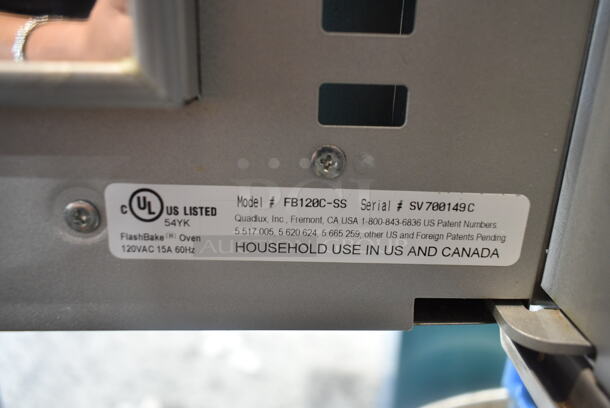 C UL US LISTED
54YK
FlashBake (R) Oven
120VAC 15A 60Hz
Model # FB120C-SS Serial # SV700149C
Quadlux, Inc., Fremont, CA USA 1-800-843-6836 US Patent Numbers
5,517,005, 5,620,624, 5,665,259, other US and Foreign Patents Pending
HOUSEHOLD USE IN US AND CANADA